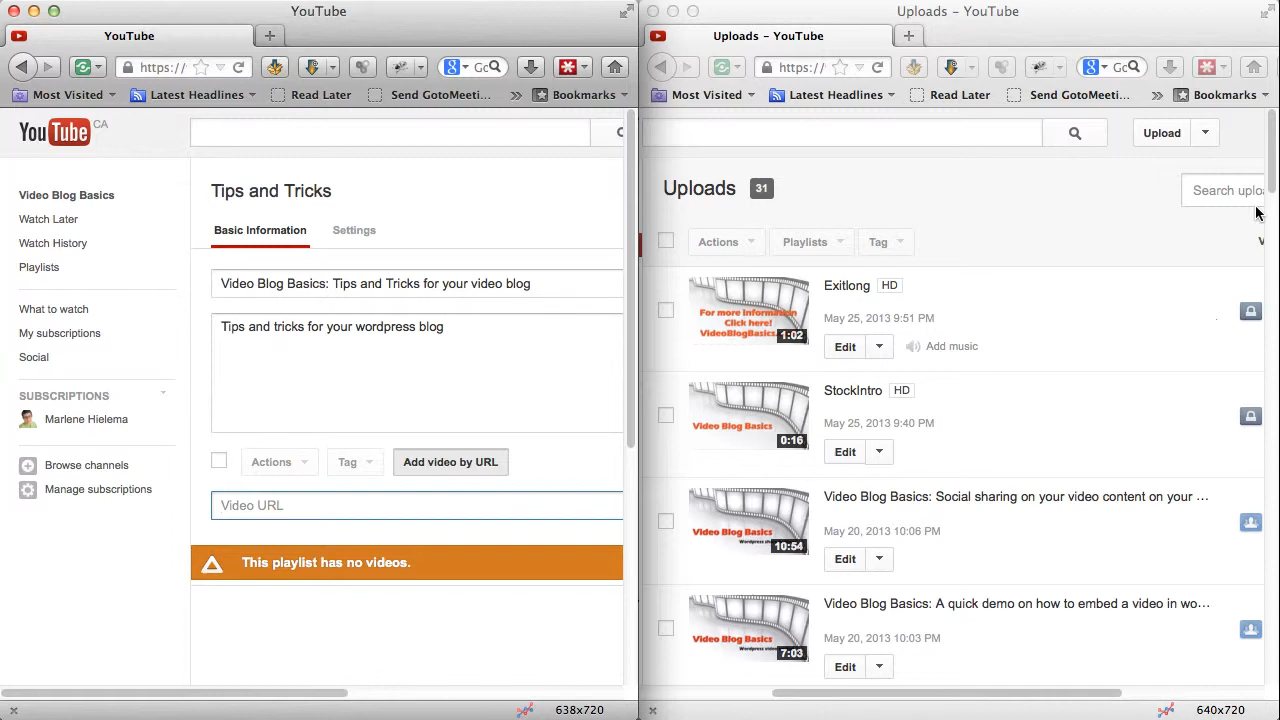 YouTube
YouTube
https://
Go
Most Visited
Latest Headlines
Read Later
Send GotoMeeti...
»
Bookmarks
YouTube CA
Tips and Tricks
Video Blog Basics
Watch Later
Watch History
Playlists
What to watch
My subscriptions
Social
SUBSCRIPTIONS
Marlene Hielema
Browse channels
Manage subscriptions
Basic Information
Settings
Video Blog Basics: Tips and Tricks for your video blog
Tips and tricks for your wordpress blog
Actions
Tag
Add video by URL
Video URL
This playlist has no videos.
638x720
Uploads – YouTube
Uploads – YouTube
https://
Go
Most Visited
Latest Headlines
Read Later
Send GotoMeeti...
»
Bookmarks
Upload
Uploads 31
Search uplo
Actions
Playlists
Tag
V
For more Information
Click here!
VideoBlogBasics.
1:02
Exitlong HD
May 25, 2013 9:51 PM
Edit
Add music
Video Blog Basics
0:16
StockIntro HD
May 25, 2013 9:40 PM
Edit
Video Blog Basics
10:54
Video Blog Basics: Social sharing on your video content on your ...
May 20, 2013 10:06 PM
Edit
Video Blog Basics
7:03
Video Blog Basics: A quick demo on how to embed a video in wo...
May 20, 2013 10:03 PM
Edit
640x720